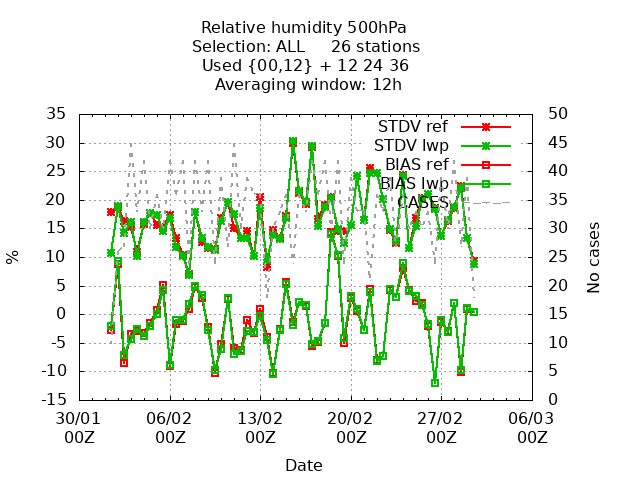 Relative humidity 500hPa
Selection: ALL 26 stations
Used {00,12} + 12 24 36
Averaging window: 12h
35 50
30 45
25 40
20 35
15 30
10 25
5 20
0 15
-5 10
-10 5
-15 0
STDV ref
STDV lwp
BIAS ref
BIAS lwp
CASES
%
No cases
30/01 06/02 13/02 20/02 27/02 06/03
00Z 00Z 00Z 00Z 00Z 00Z
Date